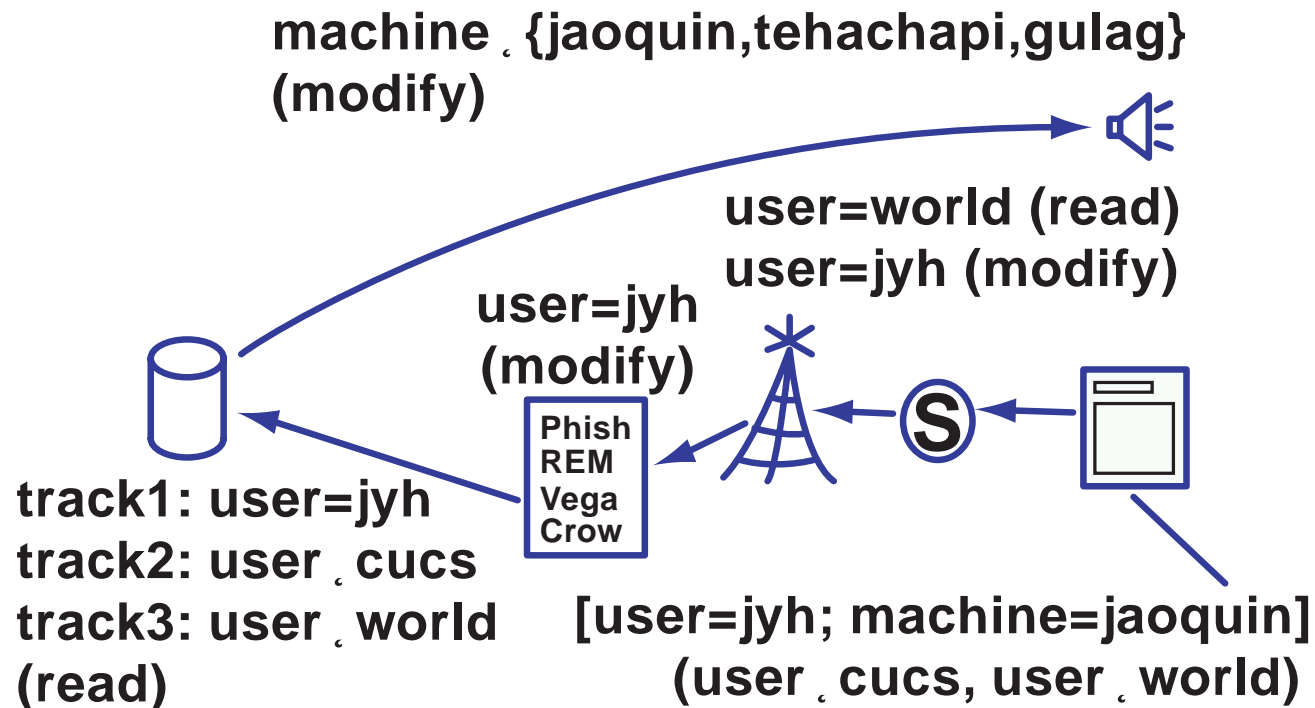 machine ˛ {jaoquin,tehachapi,gulag}
(modify)
user=world (read)
user=jyh (modify)
user=jyh
(modify)
Phish
REM
Vega
Crow
S
track1: user=jyh
track2: user ˛ cucs
track3: user ˛ world
(read)
[user=jyh; machine=jaoquin]
(user ˛ cucs, user ˛ world)